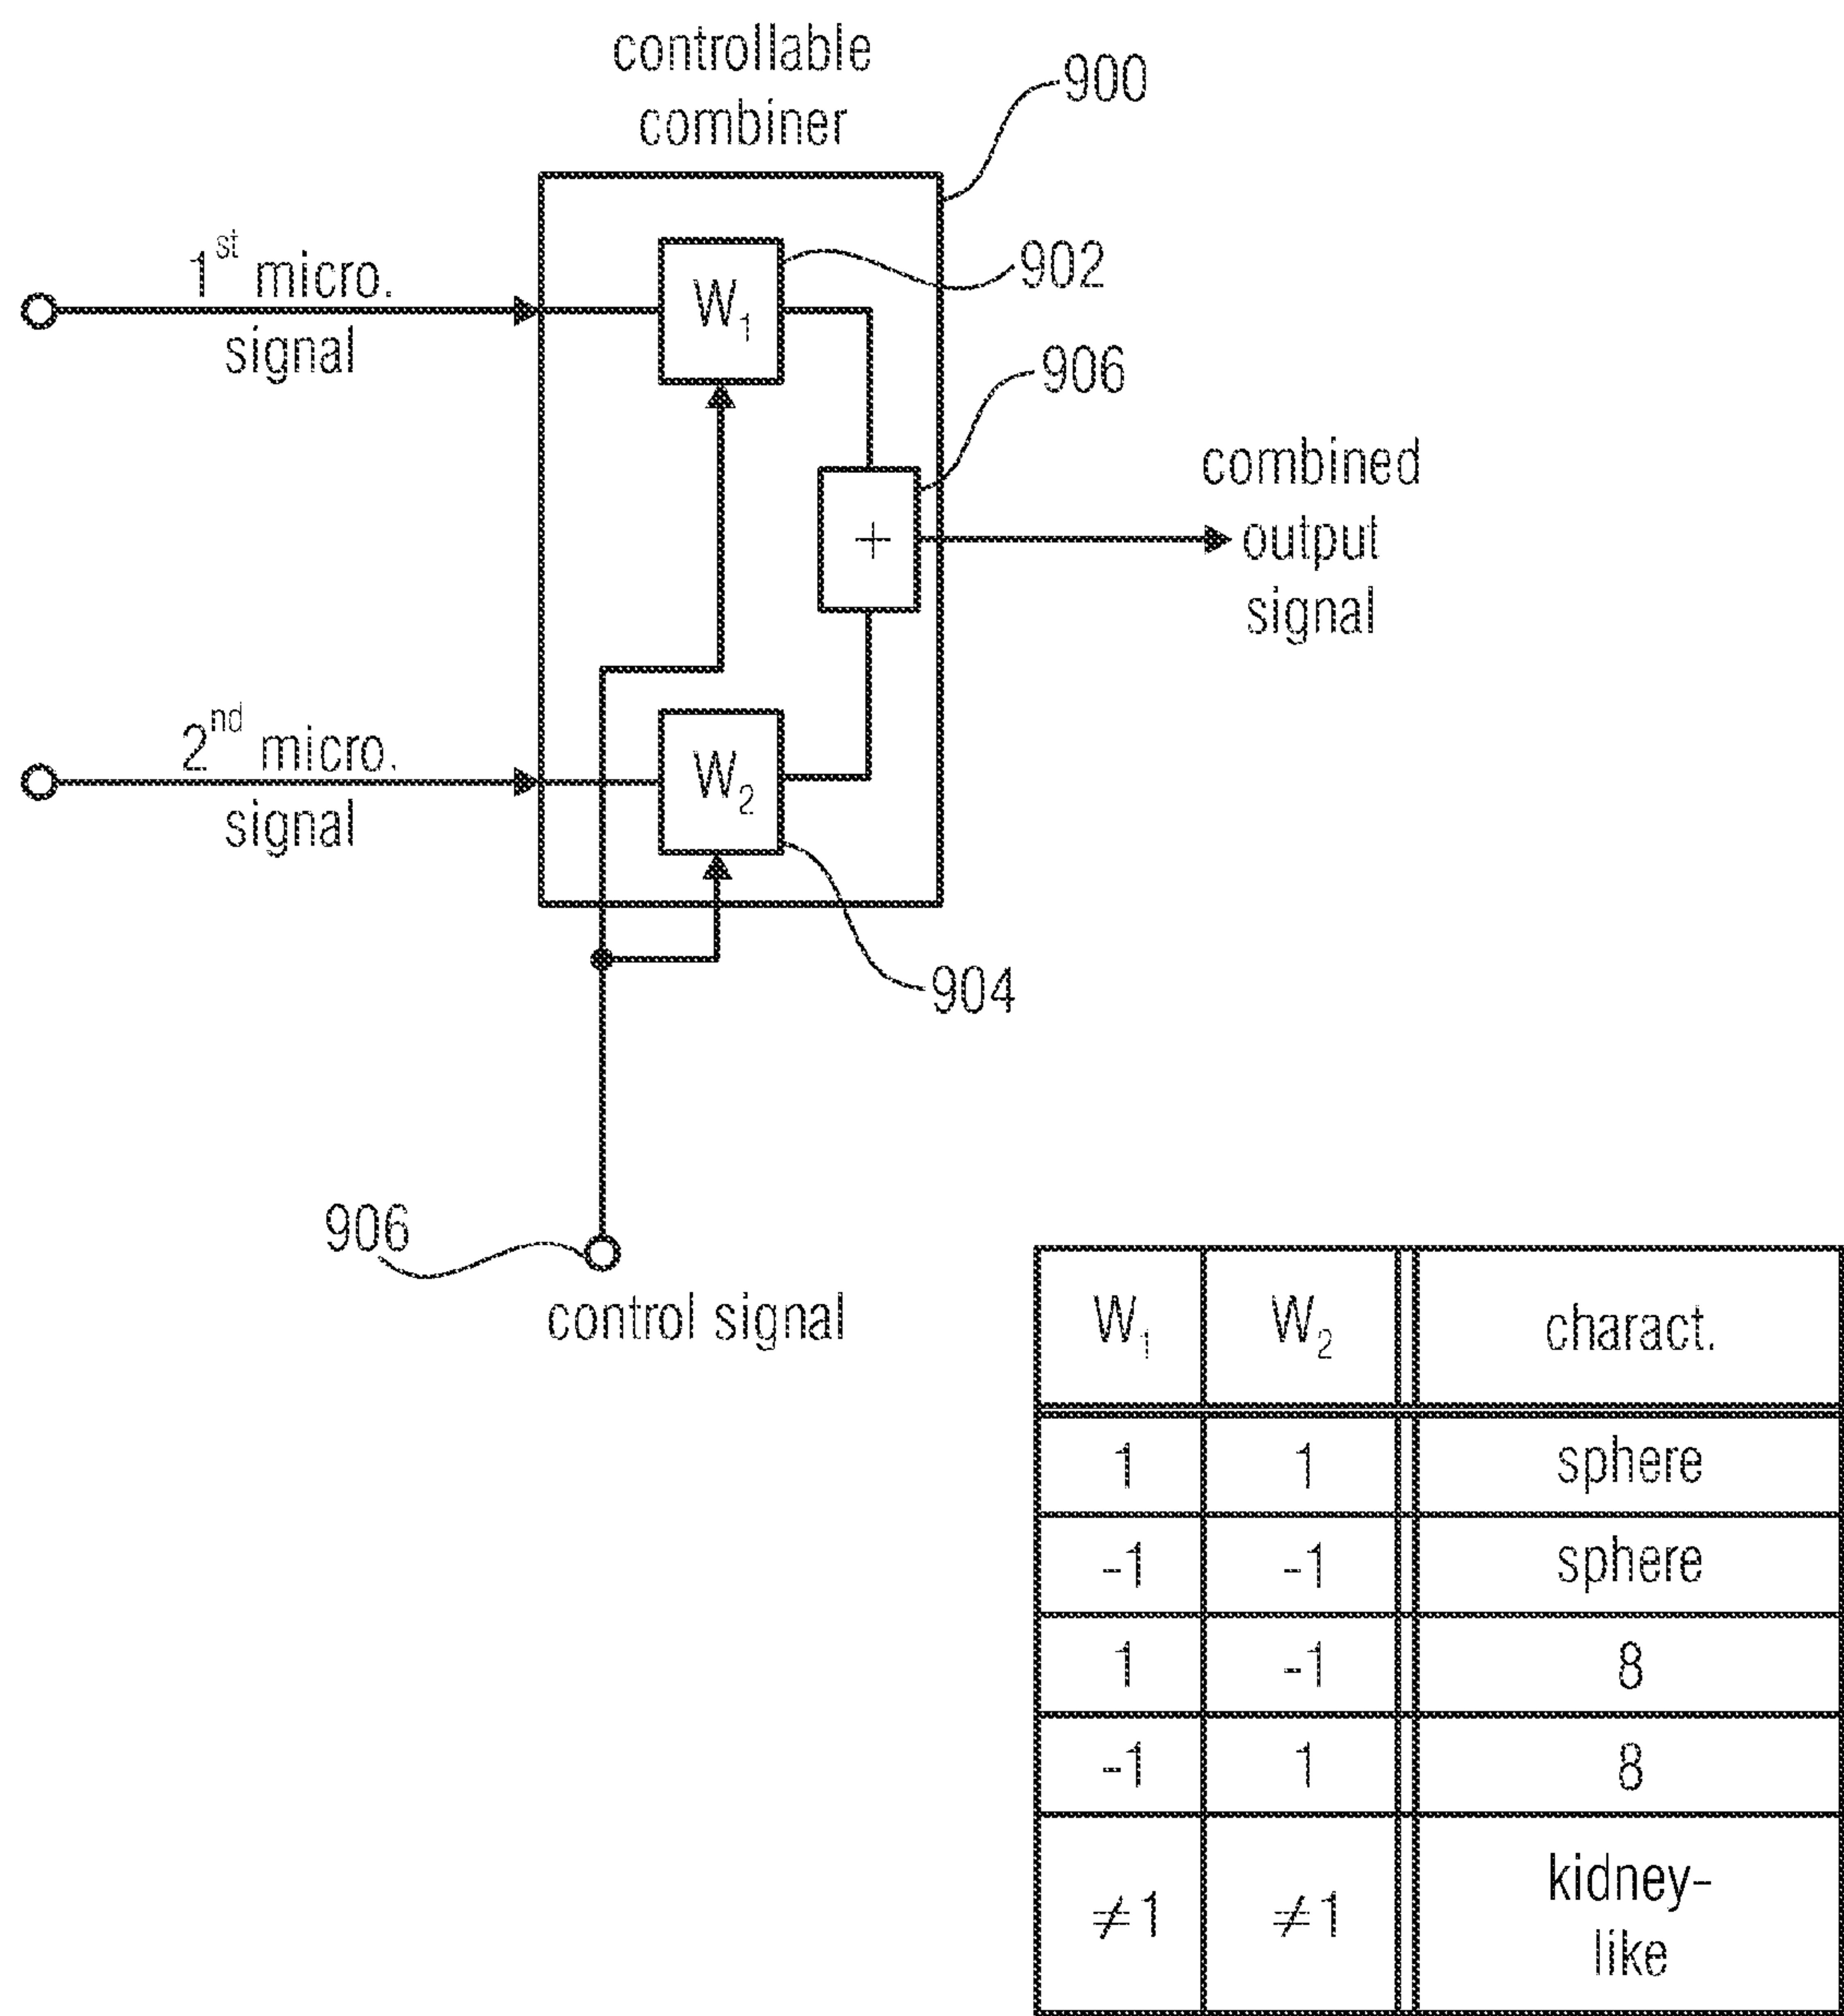 controllable
combiner
900
1st micro.
signal
W1
902
906
combined
output
signal
+
2nd micro.
signal
W2
904
906
control signal
W1 W2 charact.
1 1 sphere
-1 -1 sphere
1 -1 8
-1 1 8
≠1 ≠1 kidney-
like